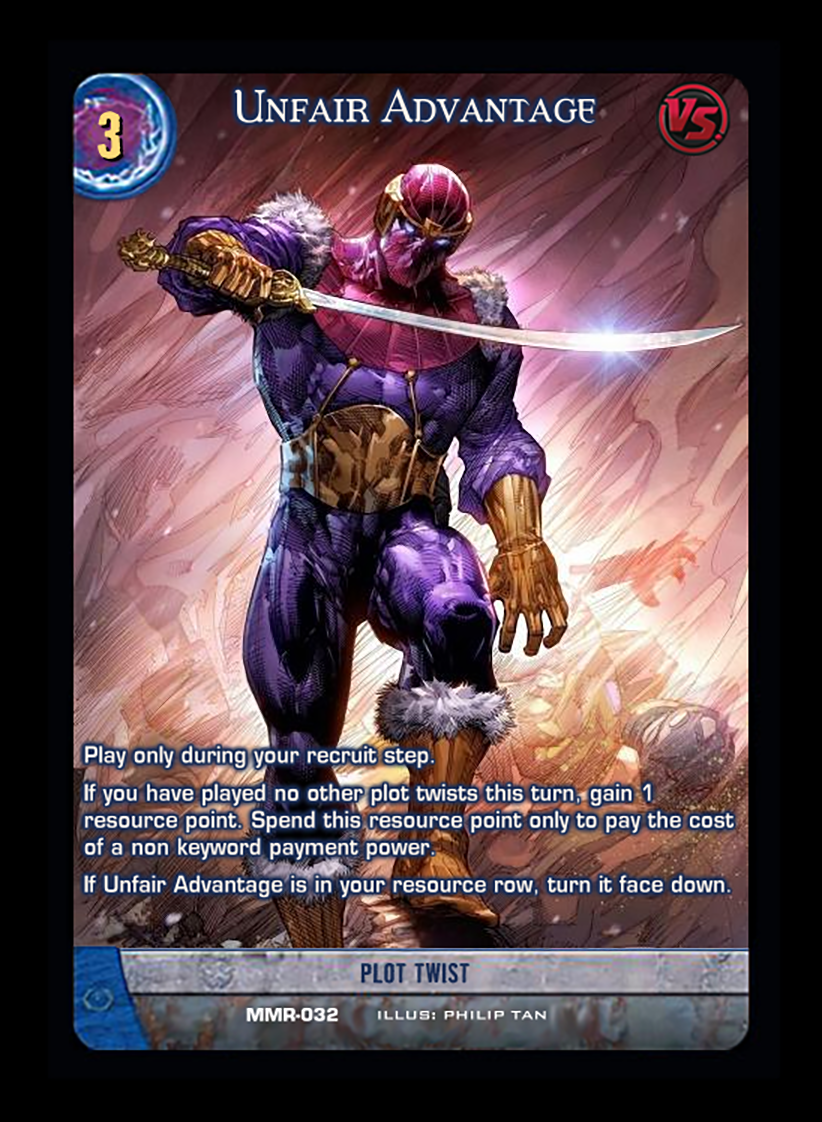 3
Unfair Advantage
VS.
Play only during your recruit step.
If you have played no other plot twists this turn, gain 1
resource point. Spend this resource point only to pay the cost
of a non keyword payment power.
If Unfair Advantage is in your resource row, turn it face down.
PLOT TWIST
MMR-032 ILLUS: PHILIP TAN